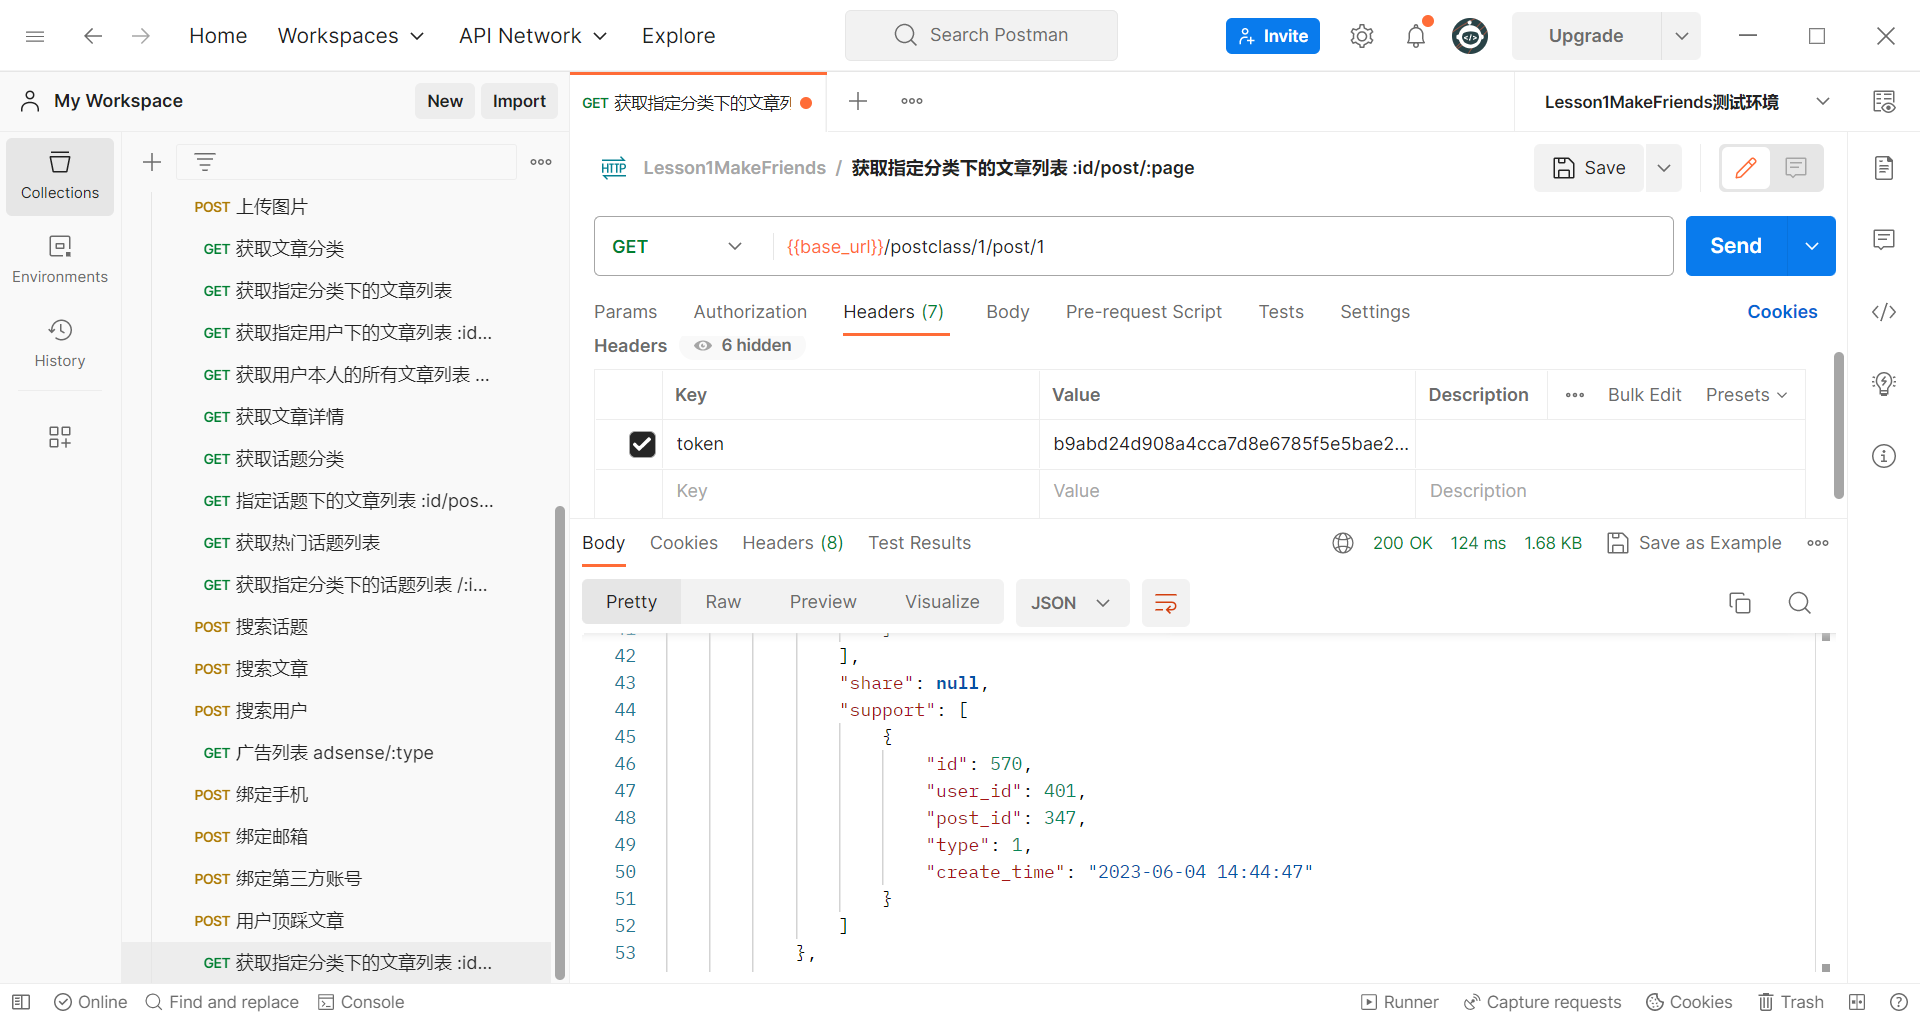 Home Workspaces API Network Explore Search Postman Invite Upgrade
My Workspace New Import
GET 获取指定分类下的文章列 Lesson1MakeFriends测试环境
Collections
Environments
History
POST 上传图片
GET 获取文章分类
GET 获取指定分类下的文章列表
GET 获取指定用户下的文章列表 :id...
GET 获取用户本人的所有文章列表 ...
GET 获取文章详情
GET 获取话题分类
GET 指定话题下的文章列表 :id/pos...
GET 获取热门话题列表
GET 获取指定分类下的话题列表 /:i...
POST 搜索话题
POST 搜索文章
POST 搜索用户
GET 广告列表 adsense/:type
POST 绑定手机
POST 绑定邮箱
POST 绑定第三方账号
POST 用户顶踩文章
GET 获取指定分类下的文章列表 :id...
HTTP Lesson1MakeFriends / 获取指定分类下的文章列表 :id/post/:page Save
GET {{base_url}}/postclass/1/post/1 Send
Params Authorization Headers (7) Body Pre-request Script Tests Settings Cookies
Headers 6 hidden
Key Value Description Bulk Edit Presets
token b9abd24d908a4cca7d8e6785f5e5bae2...
Key Value Description
Body Cookies Headers (8) Test Results 200 OK 124 ms 1.68 KB Save as Example
Pretty Raw Preview Visualize JSON
42 ],
43 "share": null,
44 "support": [
45 {
46 "id": 570,
47 "user_id": 401,
48 "post_id": 347,
49 "type": 1,
50 "create_time": "2023-06-04 14:44:47"
51 }
52 ]
53 },
Online Find and replace Console Runner Capture requests Cookies Trash